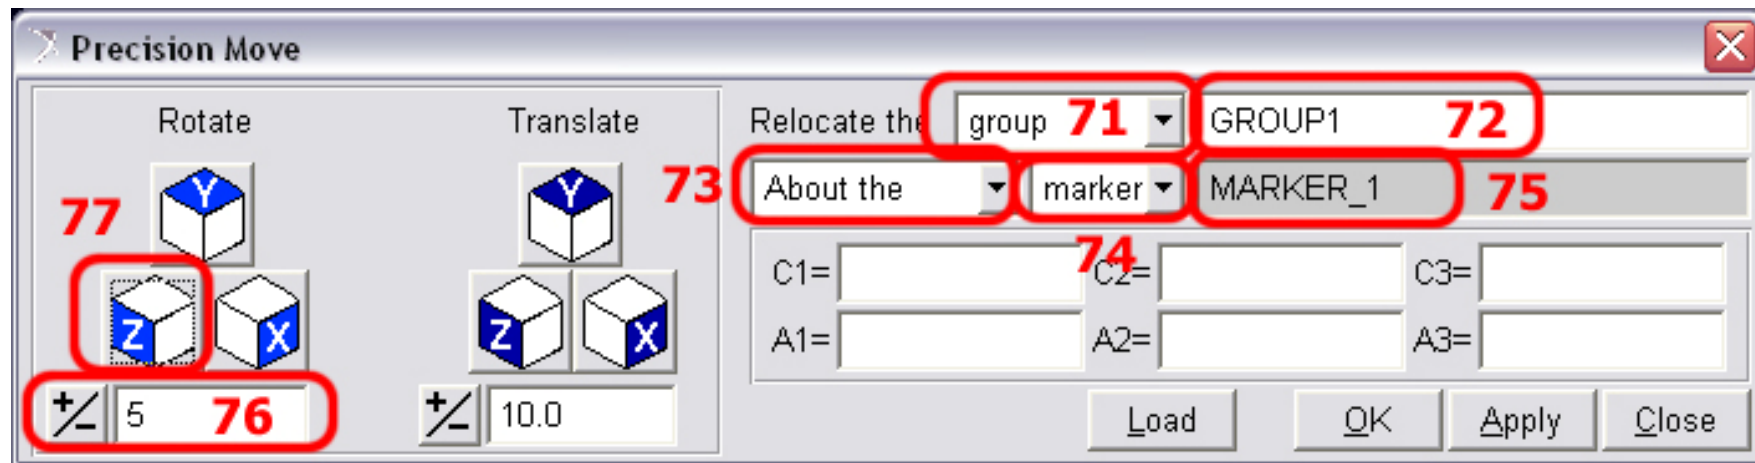 Precision Move
Rotate Translate Relocate the group 71 GROUP1 72
73 About the marker MARKER_1 75
77 Y Y 74
C1= C2= C3=
Z X Z X A1= A2= A3=
+/- 5 76 +/- 10.0 Load OK Apply Close